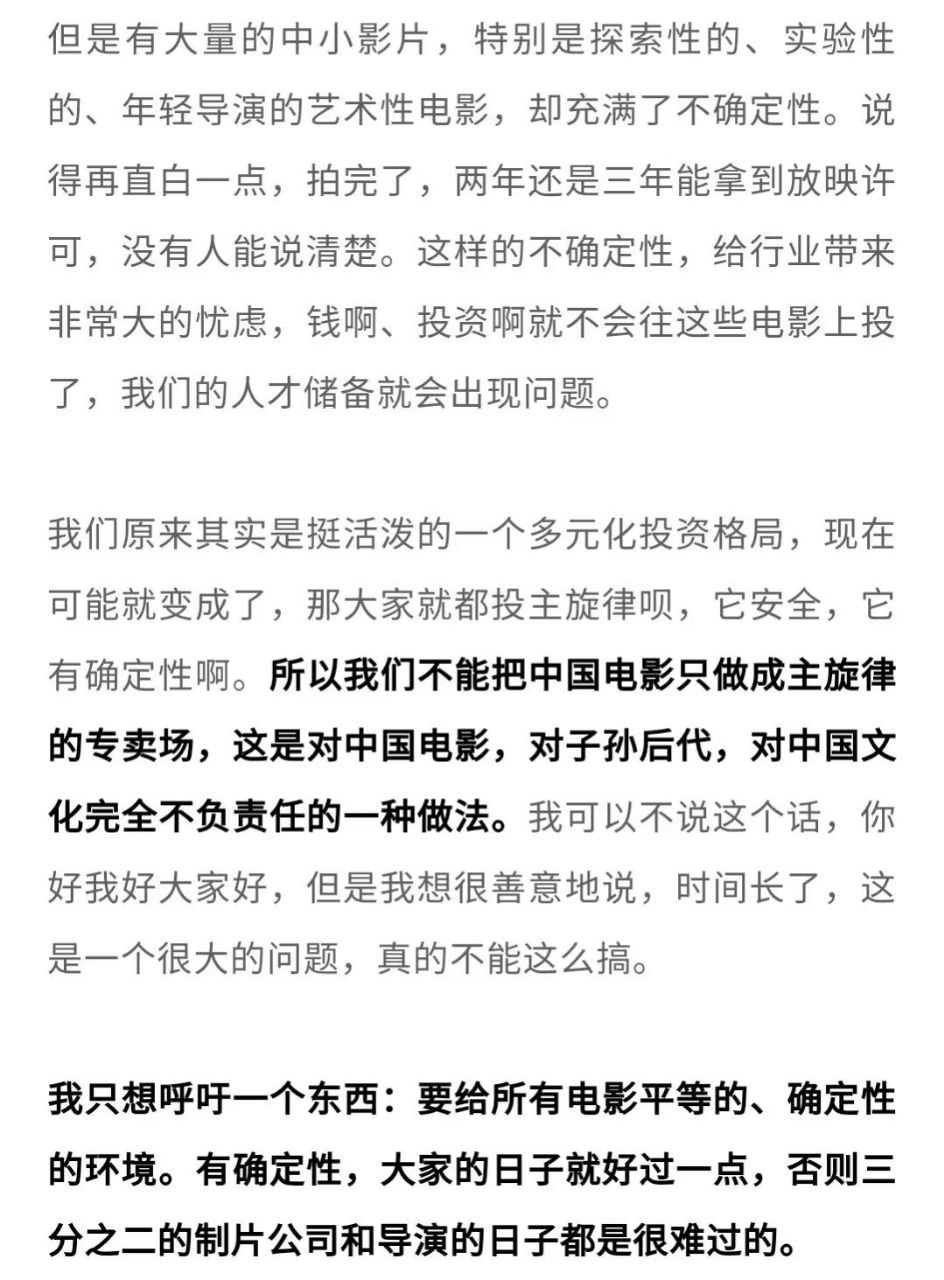 但是有大量的中小影片，特别是探索性的、实验性
的、年轻导演的艺术性电影，却充满了不确定性。说
得再直白一点，拍完了，两年还是三年能拿到放映许
可，没有人能说清楚。这样的不确定性，给行业带来
非常大的忧虑，钱啊、投资啊就不会往这些电影上投
了，我们的人才储备就会出现问题。
我们原来其实是挺活泼的一个多元化投资格局，现在
可能就变成了，那大家就都投主旋律呗，它安全，它
有确定性啊。所以我们不能把中国电影只做成主旋律
的专卖场，这是对中国电影，对子孙后代，对中国文
化完全不负责任的一种做法。我可以不说这个话，你
好我好大家好，但是我想很善意地说，时间长了，这
是一个很大的问题，真的不能这么搞。
我只想呼吁一个东西：要给所有电影平等的、确定性
的环境。有确定性，大家的日子就好过一点，否则三
分之二的制片公司和导演的日子都是很难过的。